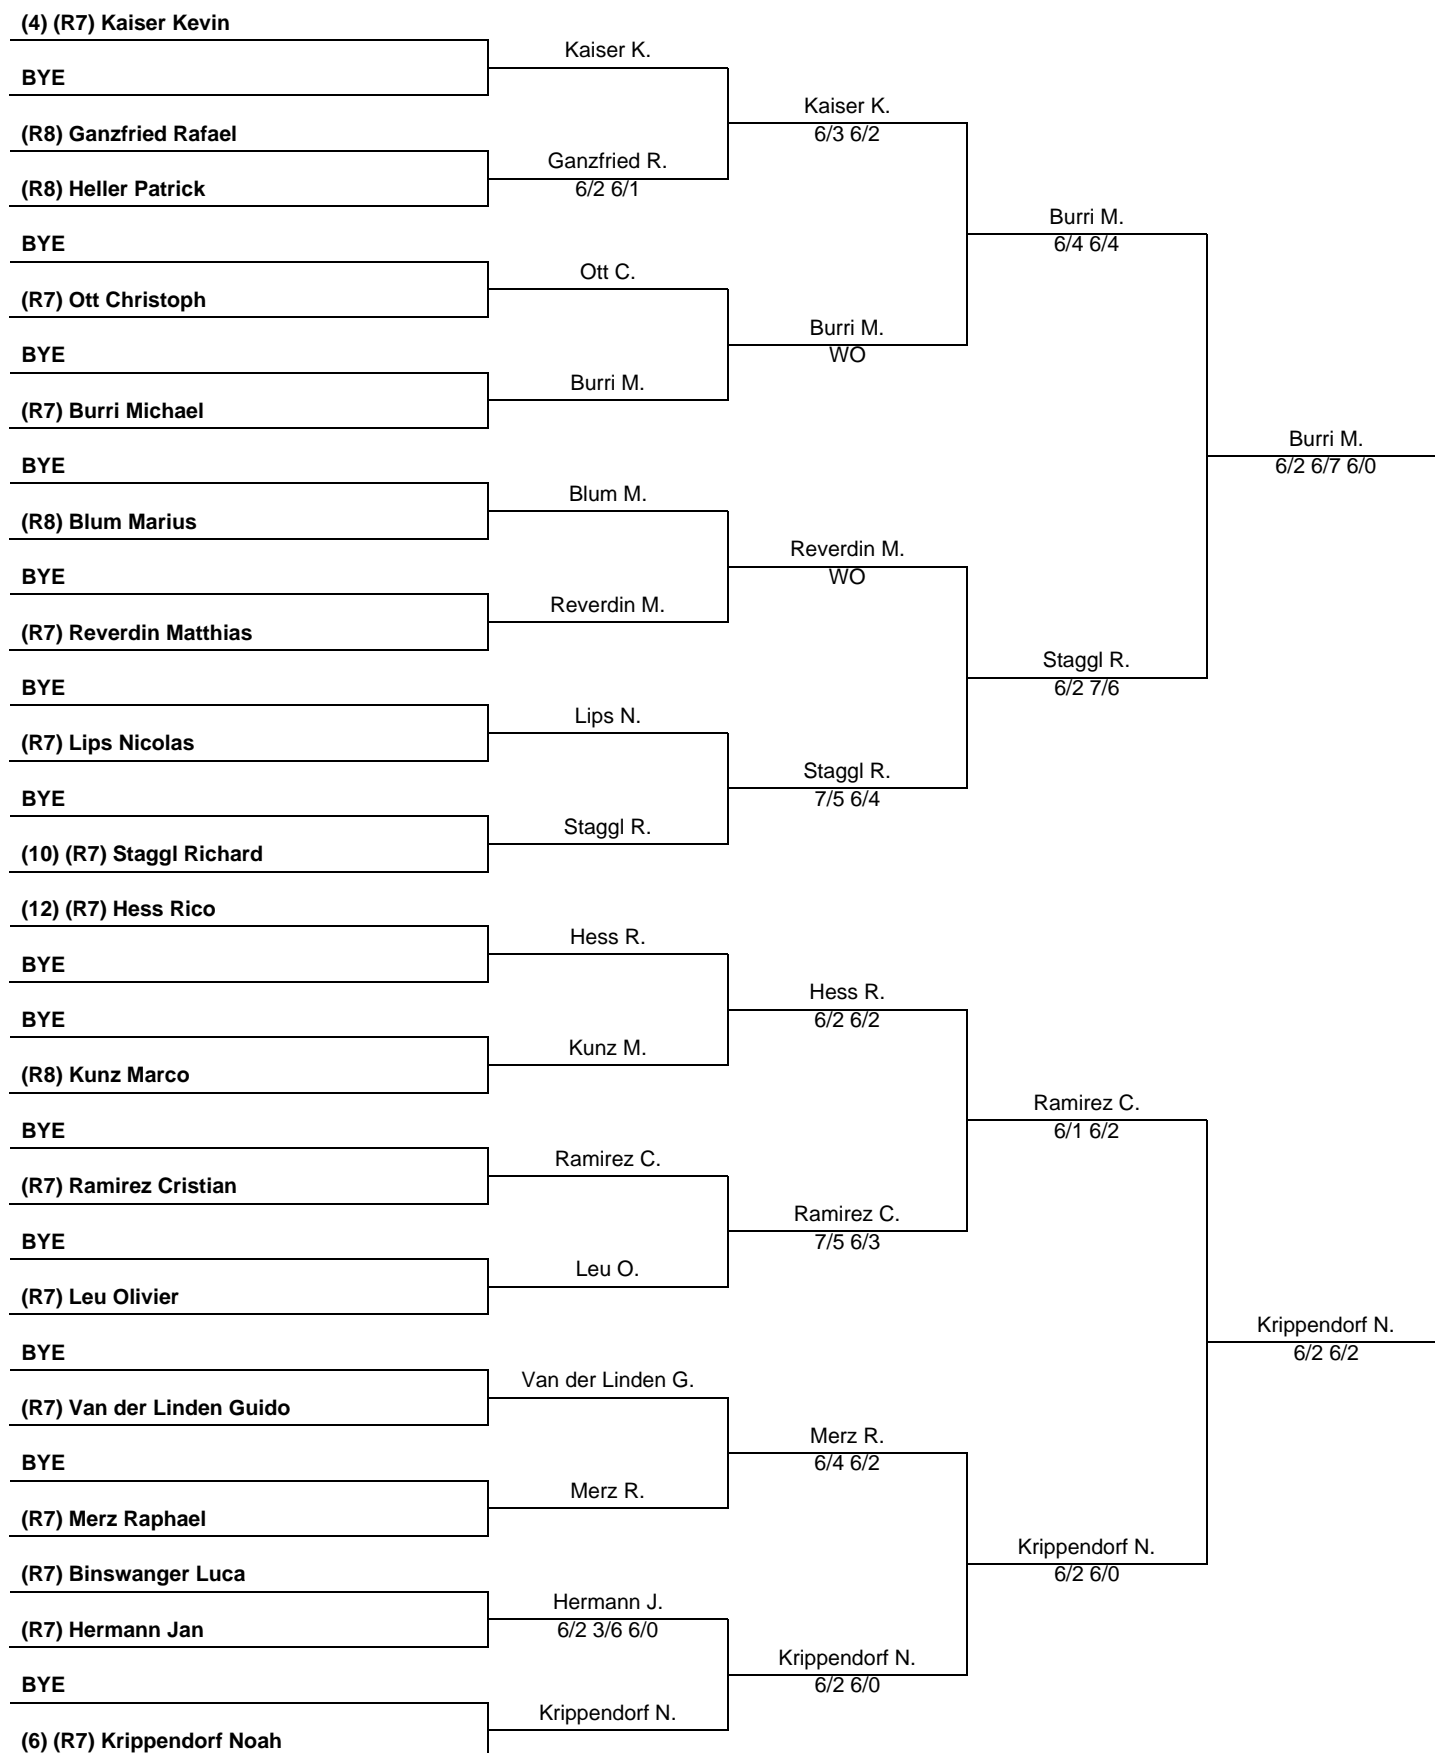 (4) (R7) Kaiser Kevin
Kaiser K.
BYE
Kaiser K.
6/3 6/2
(R8) Ganzfried Rafael
Ganzfried R.
6/2 6/1
(R8) Heller Patrick
Burri M.
6/4 6/4
BYE
Ott C.
(R7) Ott Christoph
Burri M.
WO
BYE
Burri M.
(R7) Burri Michael
Burri M.
6/2 6/7 6/0
BYE
Blum M.
(R8) Blum Marius
Reverdin M.
WO
BYE
Reverdin M.
(R7) Reverdin Matthias
Staggl R.
6/2 7/6
BYE
Lips N.
(R7) Lips Nicolas
Staggl R.
7/5 6/4
BYE
Staggl R.
(10) (R7) Staggl Richard
(12) (R7) Hess Rico
Hess R.
BYE
Hess R.
6/2 6/2
BYE
Kunz M.
(R8) Kunz Marco
Ramirez C.
6/1 6/2
BYE
Ramirez C.
(R7) Ramirez Cristian
Ramirez C.
7/5 6/3
BYE
Leu O.
(R7) Leu Olivier
Krippendorf N.
6/2 6/2
BYE
Van der Linden G.
(R7) Van der Linden Guido
Merz R.
6/4 6/2
BYE
Merz R.
(R7) Merz Raphael
Krippendorf N.
6/2 6/0
(R7) Binswanger Luca
Hermann J.
6/2 3/6 6/0
(R7) Hermann Jan
Krippendorf N.
6/2 6/0
BYE
Krippendorf N.
(6) (R7) Krippendorf Noah